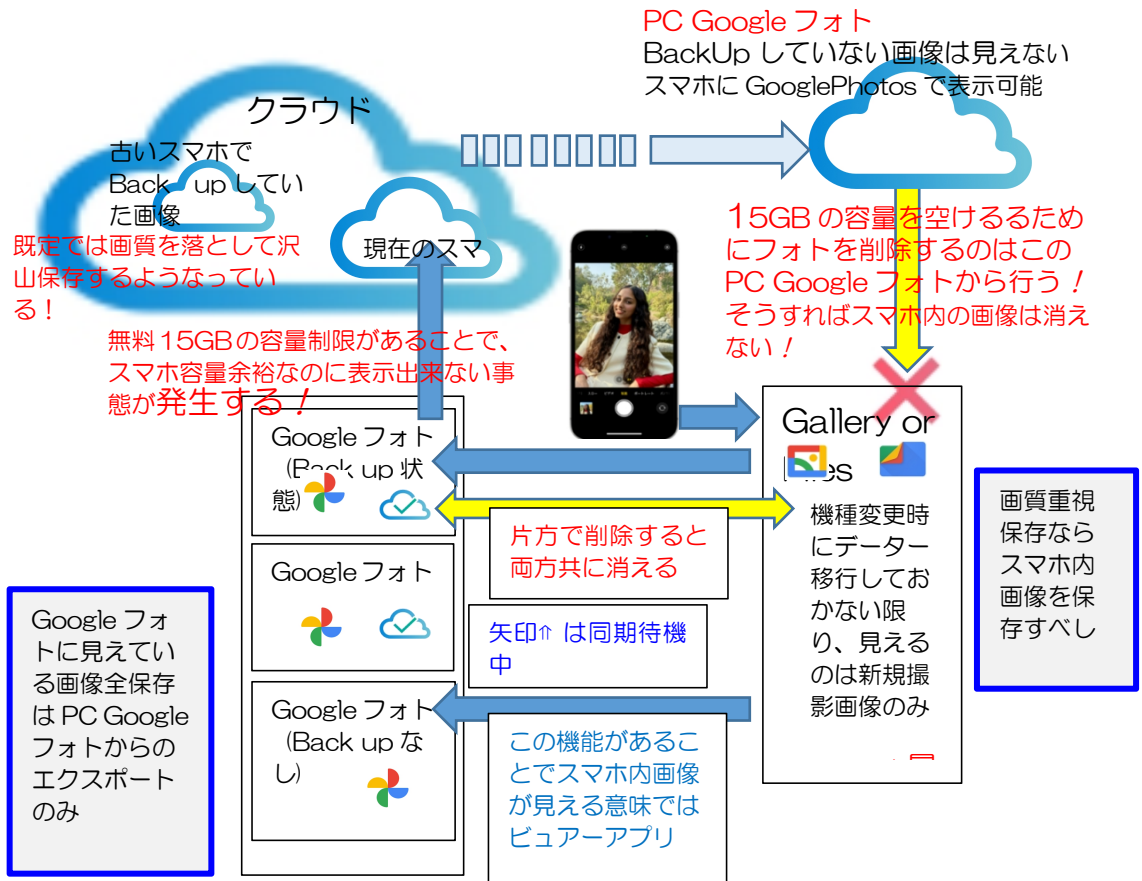 PC Google フォト
BackUp していない画像は見えない
スマホに GooglePhotos で表示可能
クラウド
古いスマホで
Back up してい
た画像
現在のスマ
既定では画質を落として沢
山保存するようなってい
る！
無料 15GBの容量制限があることで、
スマホ容量余裕なのに表示出来ない事
態が発生する！
15GB の容量を空けるるため
にフォトを削除するのはこの
PC Google フォトから行う！
そうすればスマホ内の画像は消え
ない！
Google フォト
(Back up 状
態)
Google フォト
Google フォト
(Back up な
し)
片方で削除すると
両方共に消える
矢印⇑ は同期待機
中
この機能があるこ
とでスマホ内画像
が見える意味では
ビュアーアプリ
Gallery or
機種変更時
にデーター
移行してお
かない限
り、見える
のは新規撮
影画像のみ
画質重視
保存なら
スマホ内
画像を保
存すべし
Google フォ
トに見えてい
る画像全保存
は PC Google
フォトからの
エクスポート
のみ